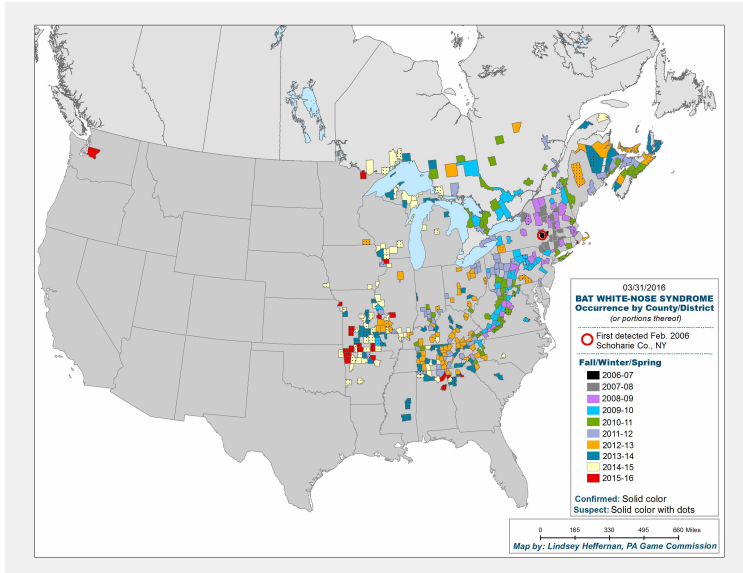 03/31/2016
BAT WHITE-NOSE SYNDROME
Occurrence by County/District
(or portions thereof)
First detected Feb. 2006
Schoharie Co., NY
Fall/Winter/Spring
2006-07
2007-08
2008-09
2009-10
2010-11
2011-12
2012-13
2013-14
2014-15
2015-16
Confirmed: Solid color
Suspect: Solid color with dots
0 165 330 495 660 Miles
Map by: Lindsey Heffernan, PA Game Commission